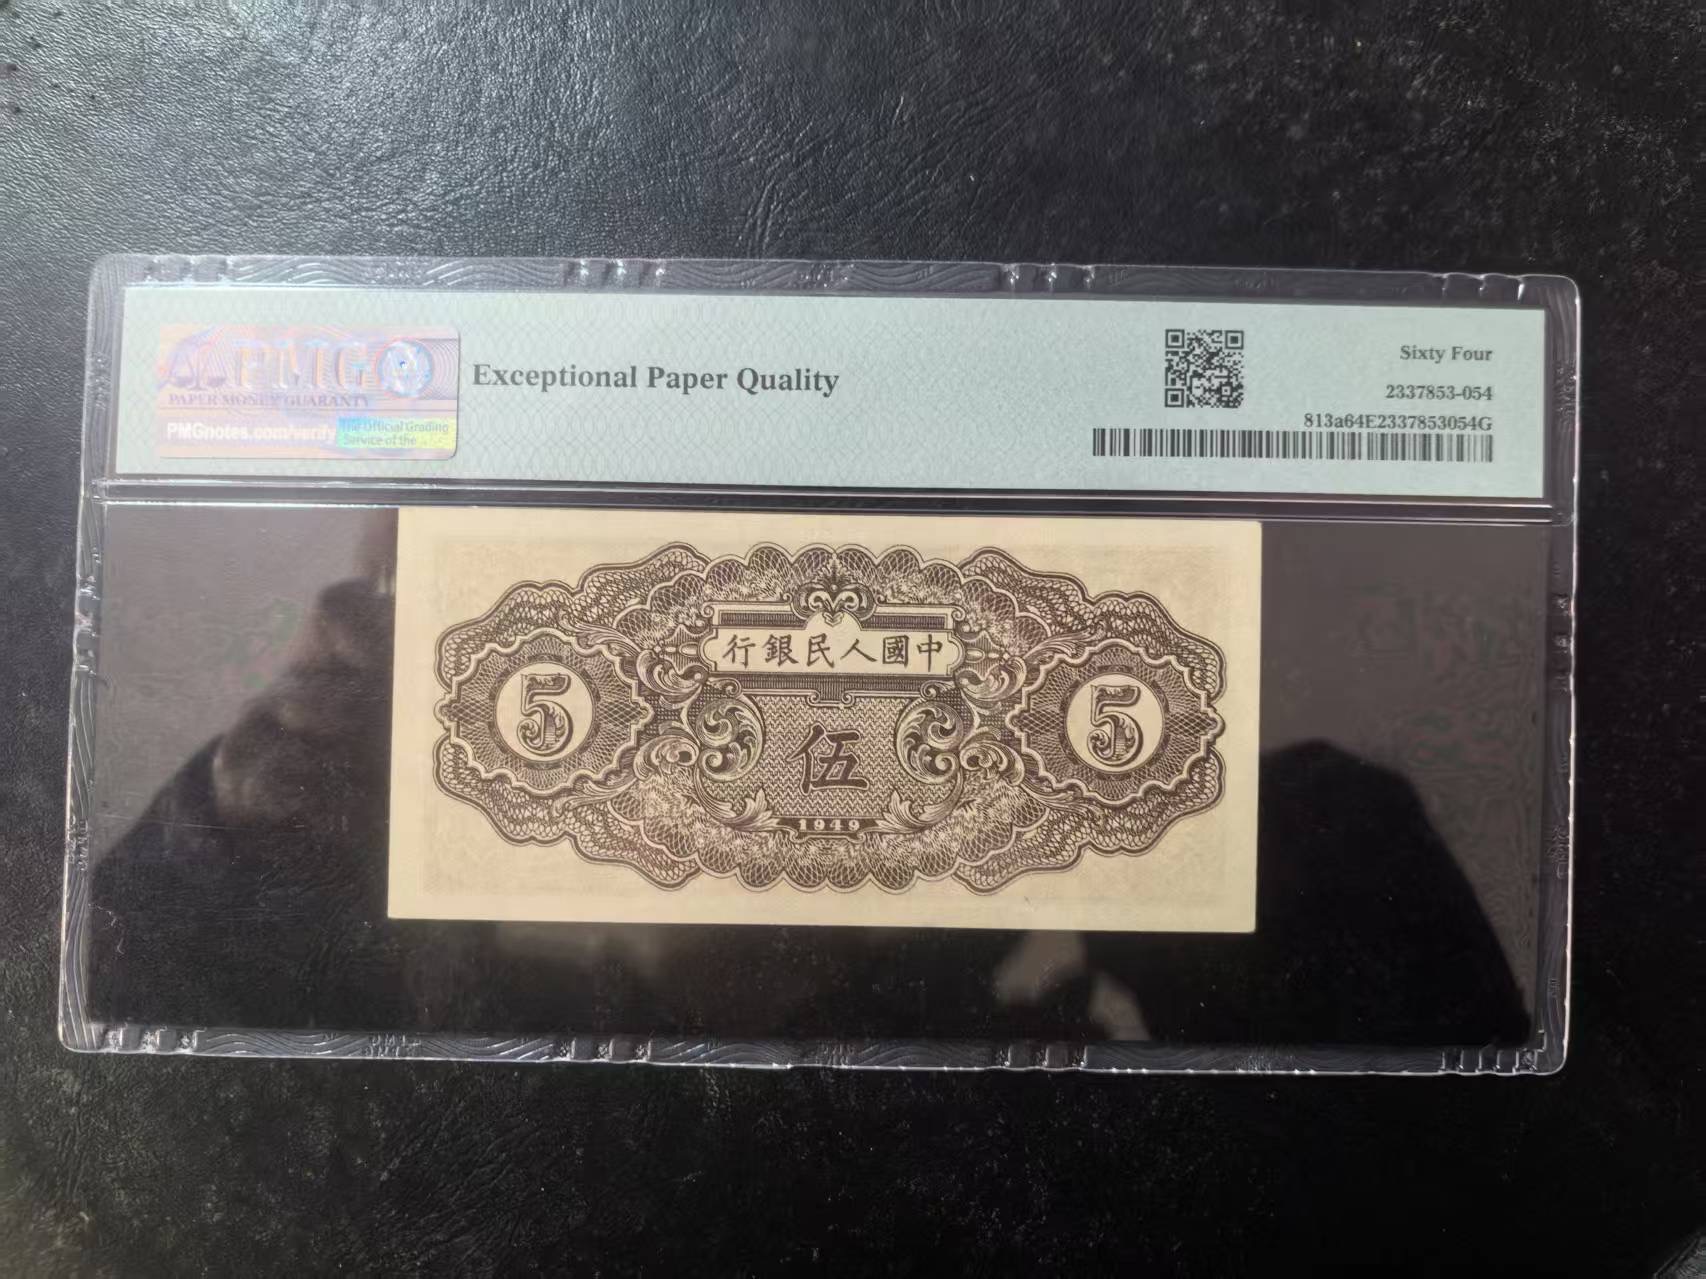 PMG
PAPER MONEY GUARANTY
PMGnotes.com/verify
The Official Grading
Service of the
Exceptional Paper Quality
Sixty Four
2337853-054
813a64E2337853054G
行銀民人國中
5
5
伍
1949